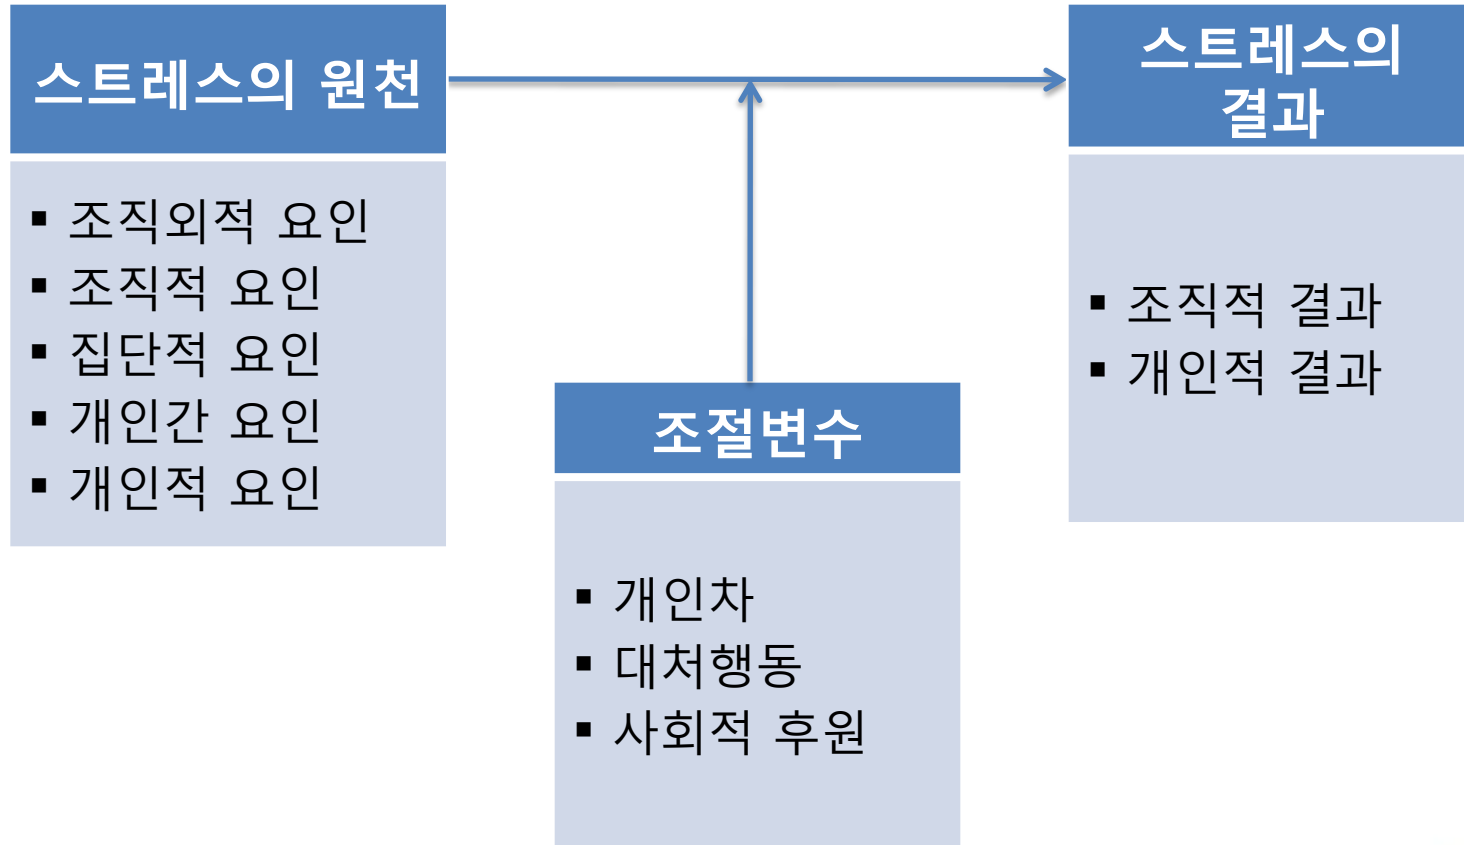 스트레스의 원천
▪ 조직외적 요인
▪ 조직적 요인
▪ 집단적 요인
▪ 개인간 요인
▪ 개인적 요인
조절변수
▪ 개인차
▪ 대처행동
▪ 사회적 후원
스트레스의
결과
▪ 조직적 결과
▪ 개인적 결과